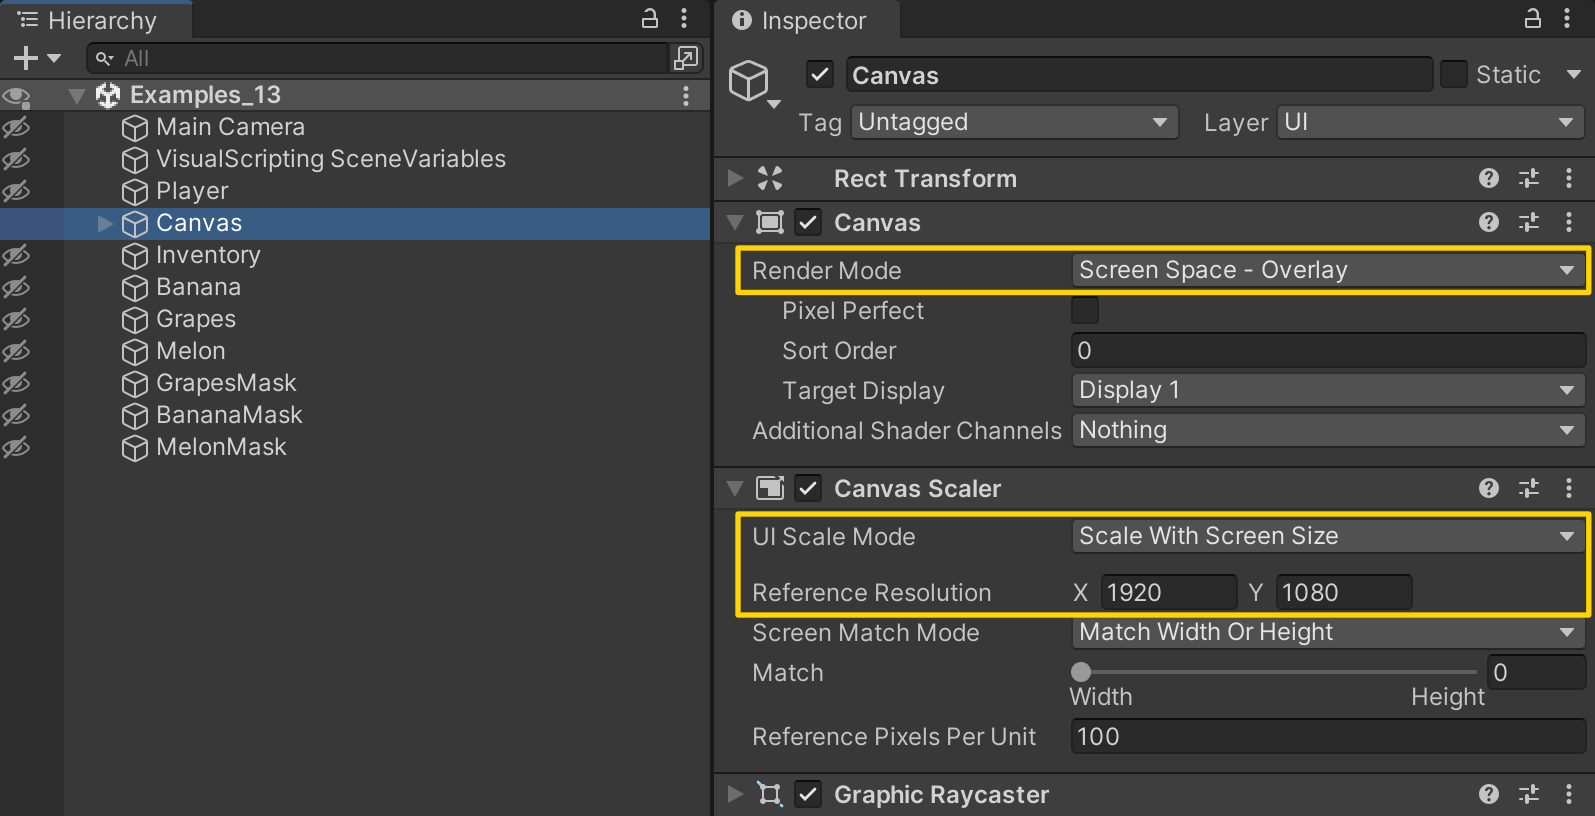 Hierarchy
All
Examples_13
Main Camera
VisualScripting SceneVariables
Player
Canvas
Inventory
Banana
Grapes
Melon
GrapesMask
BananaMask
MelonMask
Inspector
Canvas
Static
Tag Untagged Layer UI
Rect Transform
Canvas
Render Mode Screen Space - Overlay
Pixel Perfect
Sort Order 0
Target Display Display 1
Additional Shader Channels Nothing
Canvas Scaler
UI Scale Mode Scale With Screen Size
Reference Resolution X 1920 Y 1080
Screen Match Mode Match Width Or Height
Match 0
Width Height
Reference Pixels Per Unit 100
Graphic Raycaster